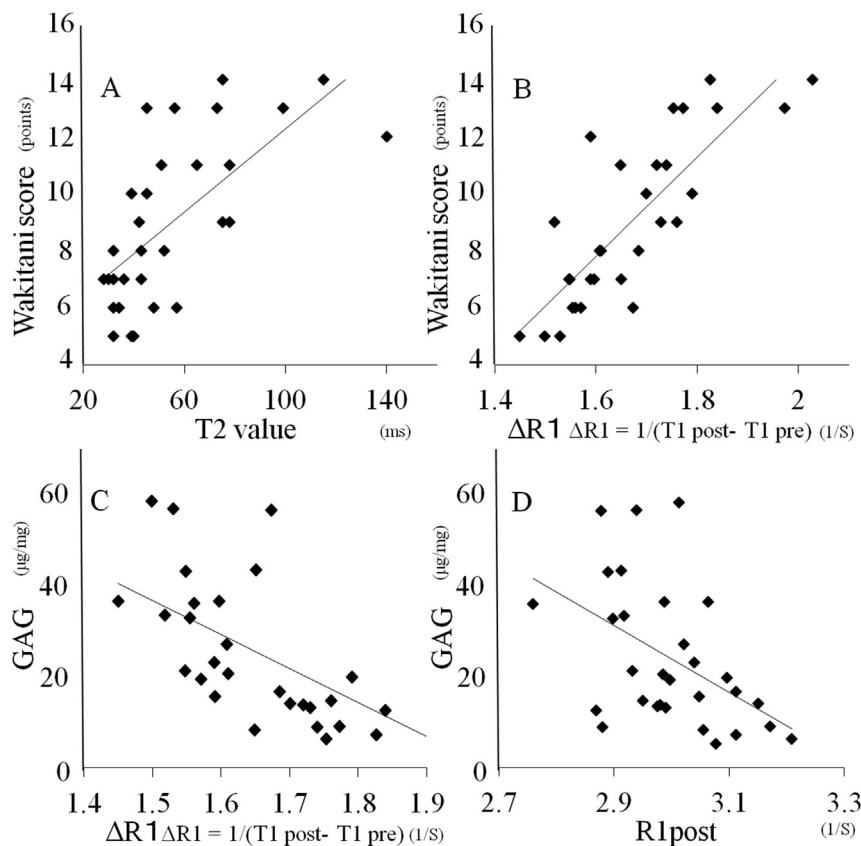 16
14
12
10
8
6
4
Wakitani score (points)
A
20 60 100 140
T2 value (ms)
16
14
12
10
8
6
4
Wakitani score (points)
B
1.4 1.6 1.8 2
ΔR1 ΔR1 = 1/(T1 post- T1 pre) (1/S)
60
40
20
0
GAG (μg/mg)
C
1.4 1.5 1.6 1.7 1.8 1.9
ΔR1 ΔR1 = 1/(T1 post- T1 pre) (1/S)
60
40
20
0
GAG (μg/mg)
D
2.7 2.9 3.1 3.3
R1post (1/S)